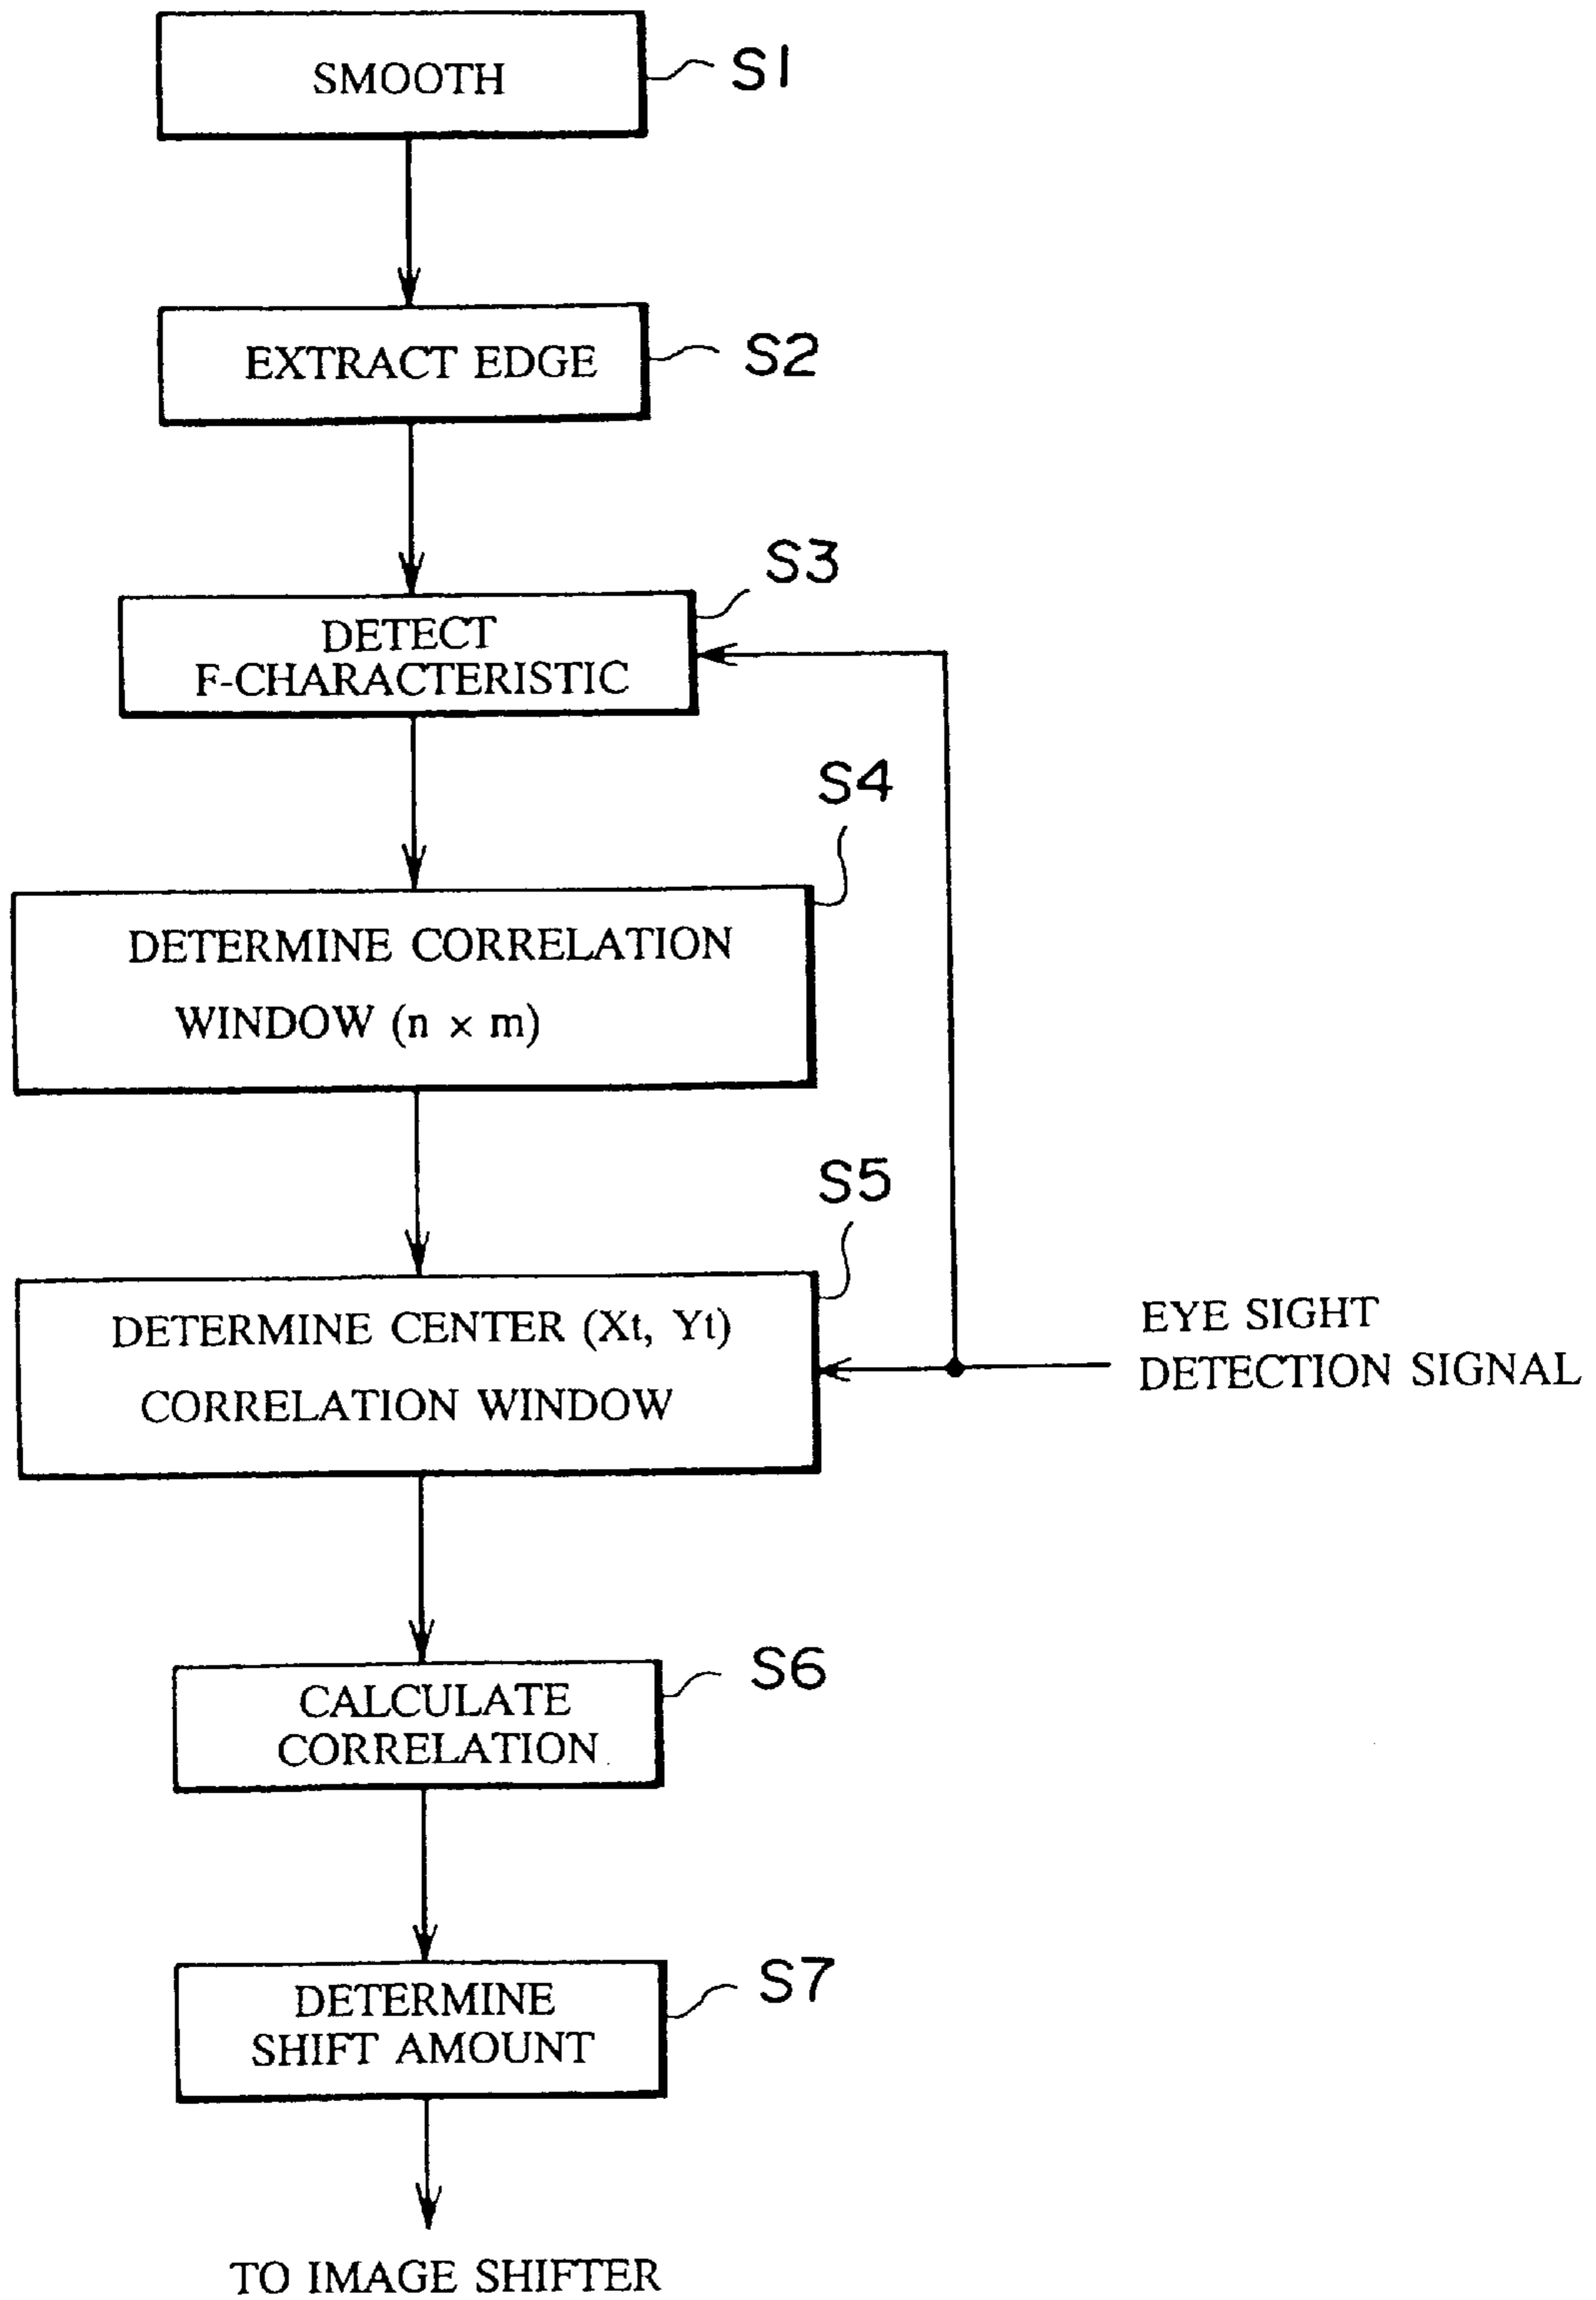 SMOOTH
S1
EXTRACT EDGE
S2
S3
DETECT
F-CHARACTERISTIC
S4
DETERMINE CORRELATION
WINDOW (n × m)
S5
DETERMINE CENTER (Xt, Yt)
CORRELATION WINDOW
EYE SIGHT
DETECTION SIGNAL
S6
CALCULATE
CORRELATION
S7
DETERMINE
SHIFT AMOUNT
TO IMAGE SHIFTER